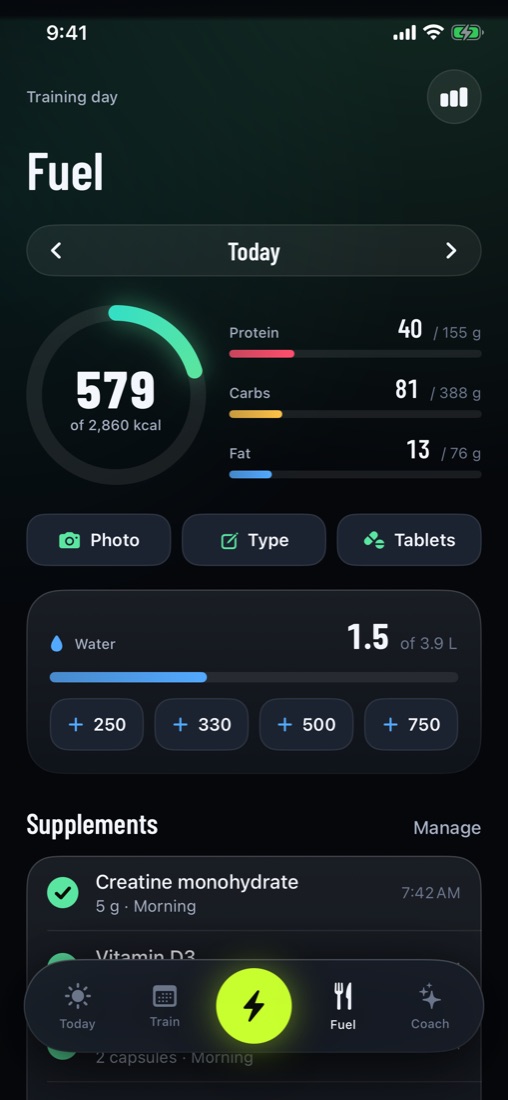 9:41
Training day
Fuel
Today
579
of 2,860 kcal
Protein 40 / 155 g
Carbs 81 / 388 g
Fat 13 / 76 g
Photo Type Tablets
Water 1.5 of 3.9 L
+ 250 + 330 + 500 + 750
Supplements Manage
Creatine monohydrate
5 g · Morning 7:42 AM
Vitamin D3
2 capsules · Morning
Today Train Fuel Coach